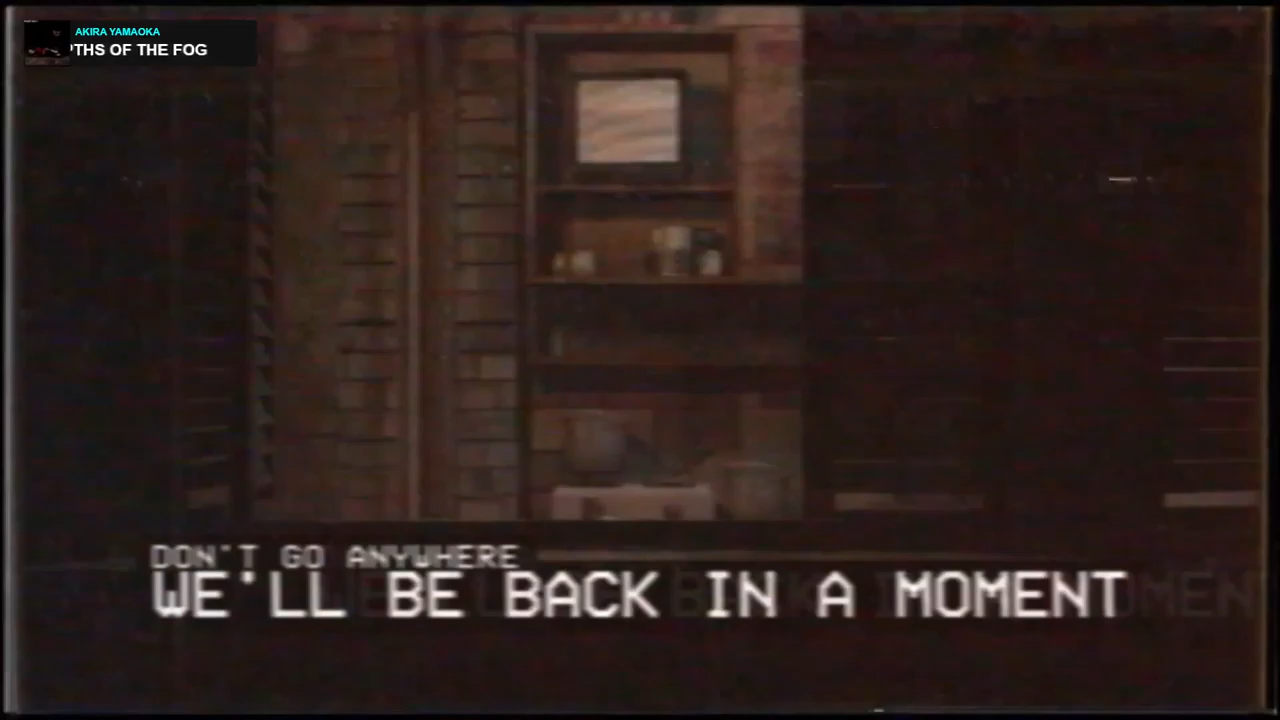 AKIRA YAMAOKA
THS OF THE FOG
DON'T GO ANYWHERE
WE'LL BE BACK IN A MOMENT